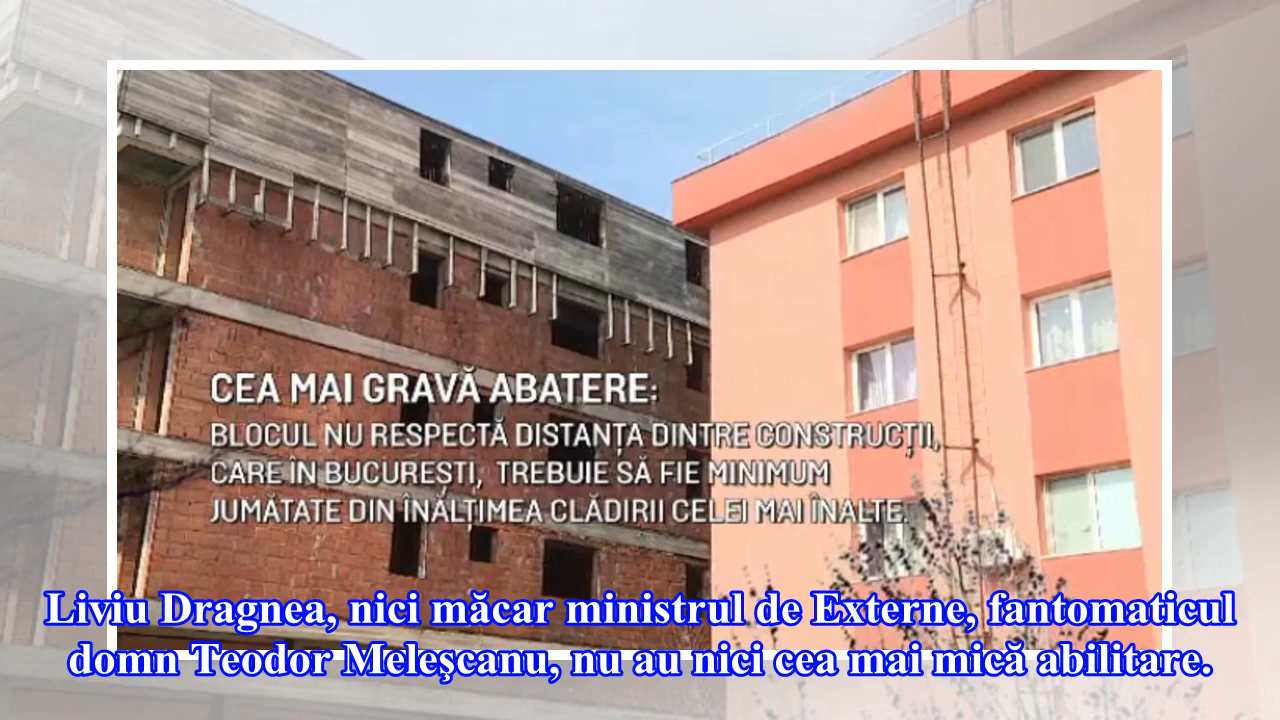 CEA MAI GRAVĂ ABATERE:
BLOCUL NU RESPECTĂ DISTANȚA DINTRE CONSTRUCȚII,
CARE ÎN BUCUREȘTI, TREBUIE SĂ FIE MINIMUM
JUMĂTATE DIN ÎNĂLȚIMEA CLĂDIRII CELEI MAI ÎNALTE.
Liviu Dragnea, nici măcar ministrul de Externe, fantomaticul
domn Teodor Meleşcanu, nu au nici cea mai mică abilitare.